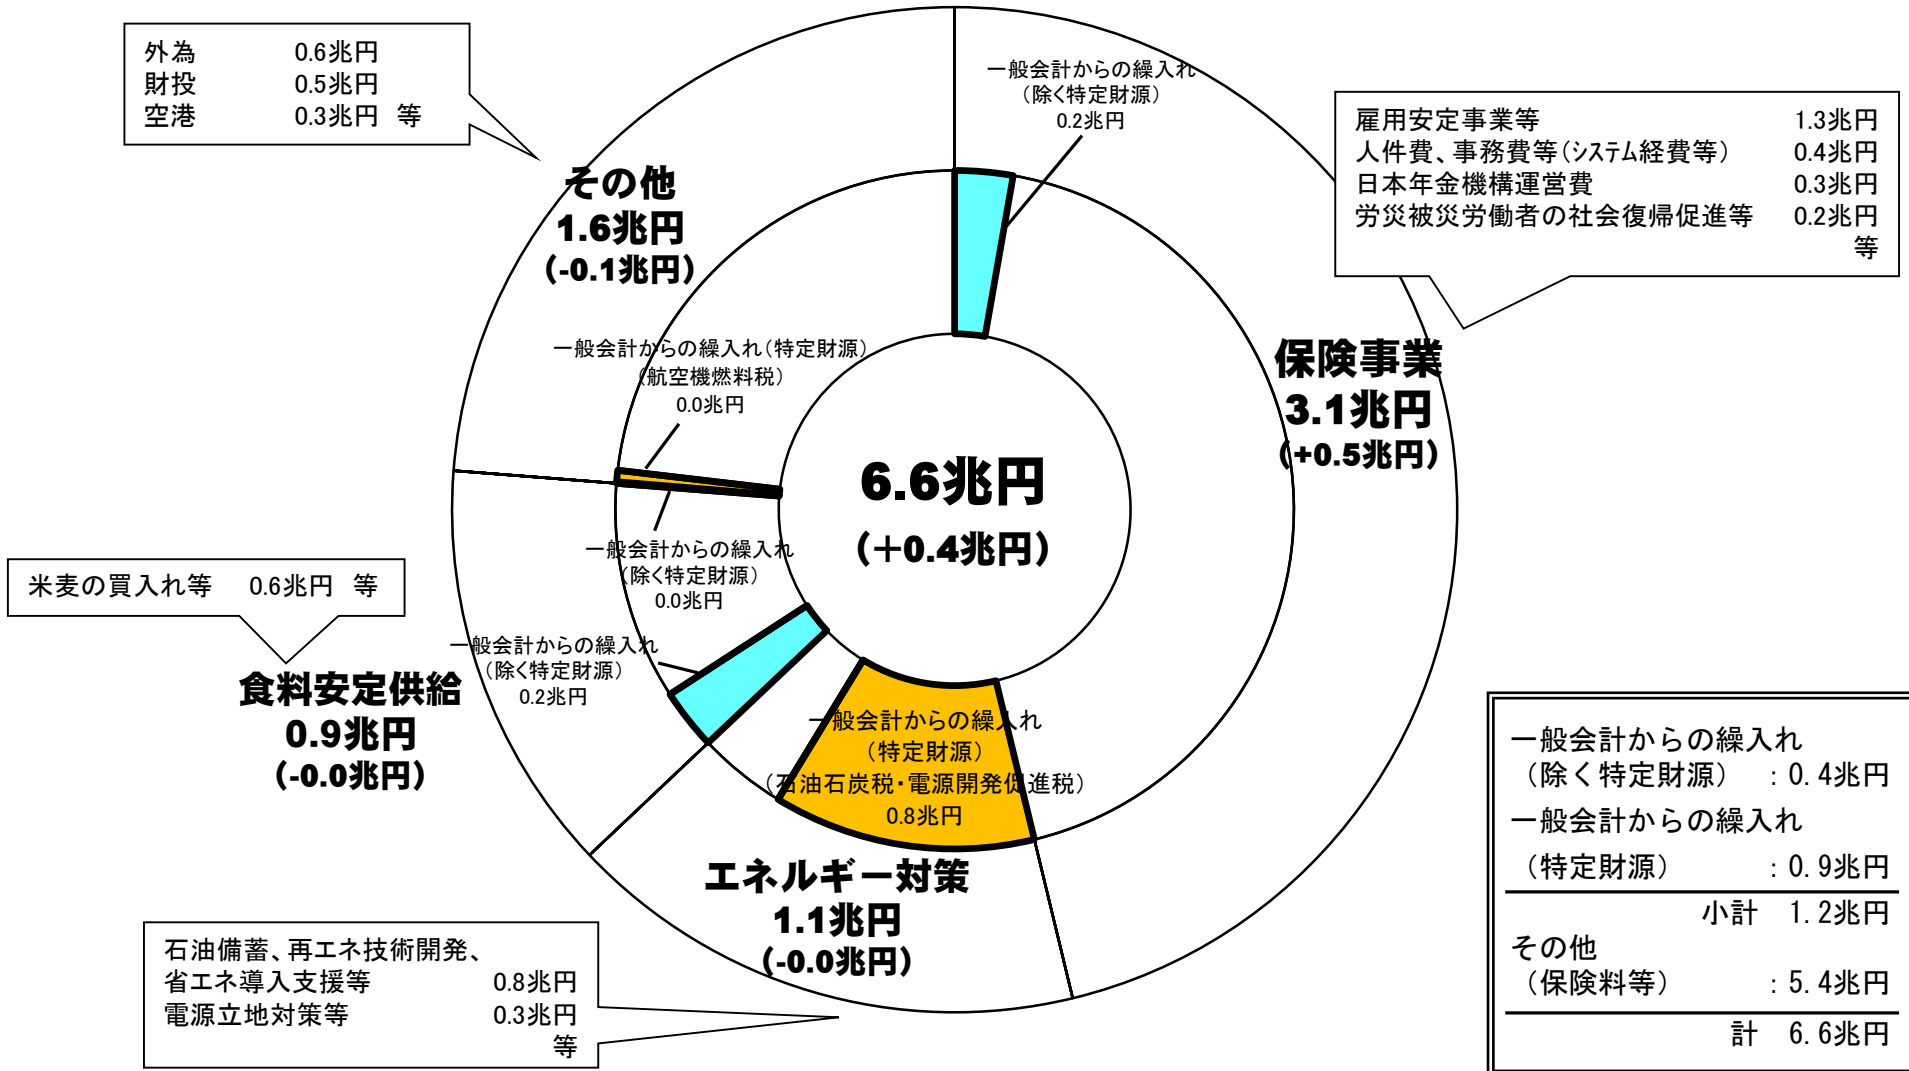 外為 0.6兆円
財投 0.5兆円
空港 0.3兆円 等
一般会計からの繰入れ
（除く特定財源）
0.2兆円
雇用安定事業等 1.3兆円
人件費、事務費等（システム経費等） 0.4兆円
日本年金機構運営費 0.3兆円
労災被災労働者の社会復帰促進等 0.2兆円
等
その他
1.6兆円
（-0.1兆円）
保険事業
3.1兆円
（+0.5兆円）
一般会計からの繰入れ（特定財源）
（航空機燃料税）
0.0兆円
6.6兆円
（＋0.4兆円）
一般会計からの繰入れ
（除く特定財源）
0.0兆円
米麦の買入れ等 0.6兆円 等
一般会計からの繰入れ
（除く特定財源）
0.2兆円
食料安定供給
0.9兆円
（-0.0兆円）
一般会計からの繰入れ
（特定財源）
（石油石炭税・電源開発促進税）
0.8兆円
エネルギー対策
1.1兆円
（-0.0兆円）
石油備蓄、再エネ技術開発、
省エネ導入支援等 0.8兆円
電源立地対策等 0.3兆円
等
一般会計からの繰入れ
（除く特定財源） ：0.4兆円
一般会計からの繰入れ
（特定財源） ：0.9兆円
小計 1.2兆円
その他
（保険料等） ：5.4兆円
計 6.6兆円